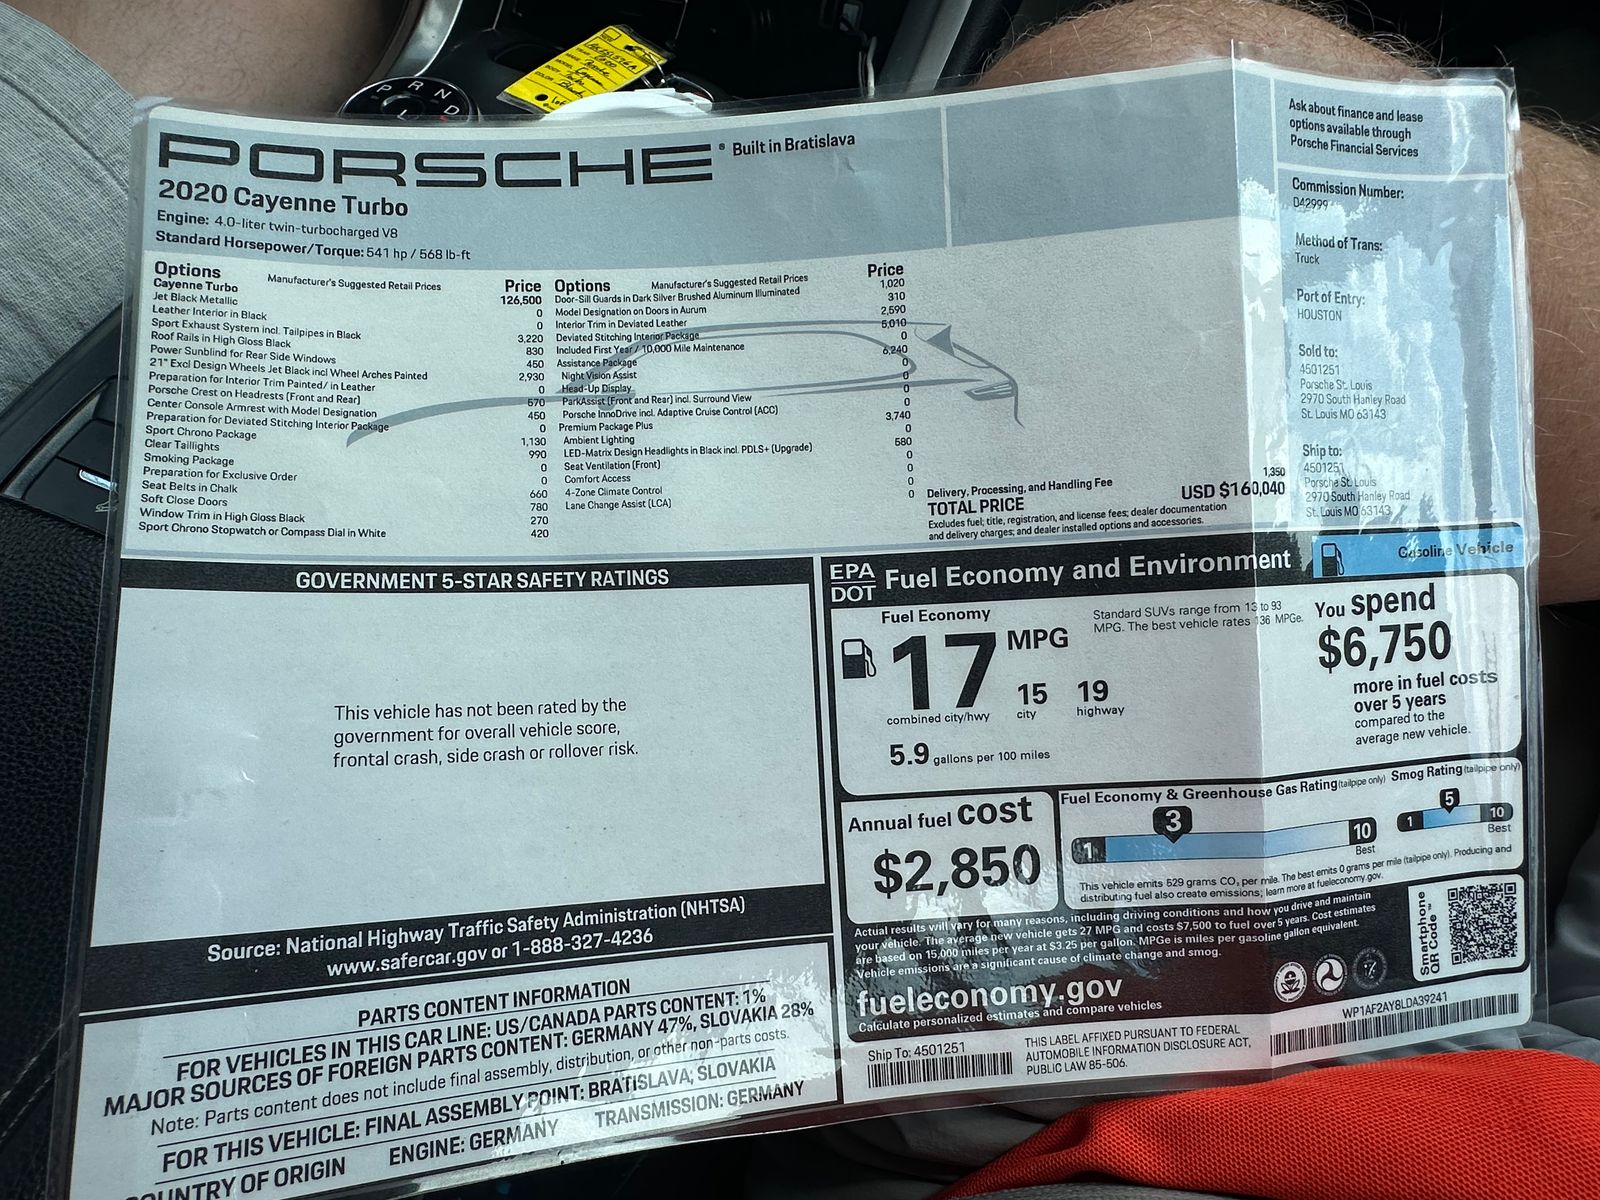 P R N D
PORSCHE ® Built in Bratislava
2020 Cayenne Turbo
Engine: 4.0-liter twin-turbocharged V8
Standard Horsepower/Torque: 541 hp / 568 lb-ft
Options Manufacturer's Suggested Retail Prices Price
Cayenne Turbo 126,500
Jet Black Metallic 0
Leather Interior in Black 0
Sport Exhaust System incl. Tailpipes in Black 3,220
Roof Rails in High Gloss Black 830
Power Sunblind for Rear Side Windows 450
21" Excl Design Wheels Jet Black incl Wheel Arches Painted 2,930
Preparation for Interior Trim Painted/ in Leather 0
Porsche Crest on Headrests (Front and Rear) 670
Center Console Armrest with Model Designation 450
Preparation for Deviated Stitching Interior Package 0
Sport Chrono Package 1,130
Clear Taillights 990
Smoking Package 0
Preparation for Exclusive Order 0
Seat Belts in Chalk 660
Soft Close Doors 780
Window Trim in High Gloss Black 270
Sport Chrono Stopwatch or Compass Dial in White 420
Options Manufacturer's Suggested Retail Prices Price
Door-Sill Guards in Dark Silver Brushed Aluminum Illuminated 1,020
Model Designation on Doors in Aurum 310
Interior Trim in Deviated Leather 2,590
Deviated Stitching Interior Package 5,010
Included First Year / 10,000 Mile Maintenance 0
Assistance Package 6,240
Night Vision Assist 0
Head-Up Display 0
ParkAssist (Front and Rear) incl. Surround View 0
Porsche InnoDrive incl. Adaptive Cruise Control (ACC) 0
Premium Package Plus 3,740
Ambient Lighting 0
LED-Matrix Design Headlights in Black incl. PDLS+ (Upgrade) 580
Seat Ventilation (Front) 0
Comfort Access 0
4-Zone Climate Control 0
Lane Change Assist (LCA) 0
Delivery, Processing, and Handling Fee 1,350
TOTAL PRICE USD $160,040
Excludes fuel; title, registration, and license fees; dealer documentation
and delivery charges; and dealer installed options and accessories.
Ask about finance and lease
options available through
Porsche Financial Services
Commission Number:
D42999
Method of Trans:
Truck
Port of Entry:
HOUSTON
Sold to:
4501251
Porsche St. Louis
2970 South Hanley Road
St. Louis MO 63143
Ship to:
4501251
Porsche St. Louis
2970 South Hanley Road
St. Louis MO 63143
GOVERNMENT 5-STAR SAFETY RATINGS
This vehicle has not been rated by the
government for overall vehicle score,
frontal crash, side crash or rollover risk.
Source: National Highway Traffic Safety Administration (NHTSA)
www.safercar.gov or 1-888-327-4236
PARTS CONTENT INFORMATION
FOR VEHICLES IN THIS CAR LINE: US/CANADA PARTS CONTENT: 1%
MAJOR SOURCES OF FOREIGN PARTS CONTENT: GERMANY 47%, SLOVAKIA 28%
Note: Parts content does not include final assembly, distribution, or other non-parts costs.
FOR THIS VEHICLE: FINAL ASSEMBLY POINT: BRATISLAVA, SLOVAKIA
COUNTRY OF ORIGIN ENGINE: GERMANY TRANSMISSION: GERMANY
EPA
DOT Fuel Economy and Environment
Gasoline Vehicle
Fuel Economy
17 MPG
combined city/hwy
15
city
19
highway
5.9 gallons per 100 miles
Standard SUVs range from 13 to 93
MPG. The best vehicle rates 136 MPGe.
You spend
$6,750
more in fuel costs
over 5 years
compared to the
average new vehicle.
Annual fuel cost
$2,850
Fuel Economy & Greenhouse Gas Rating (tailpipe only)
1 3 10
Best
Smog Rating (tailpipe only)
1 5 10
Best
This vehicle emits 529 grams CO₂ per mile. The best emits 0 grams per mile (tailpipe only). Producing and
distributing fuel also create emissions; learn more at fueleconomy.gov.
Actual results will vary for many reasons, including driving conditions and how you drive and maintain
your vehicle. The average new vehicle gets 27 MPG and costs $7,500 to fuel over 5 years. Cost estimates
are based on 15,000 miles per year at $3.25 per gallon. MPGe is miles per gasoline gallon equivalent.
Vehicle emissions are a significant cause of climate change and smog.
fueleconomy.gov
Calculate personalized estimates and compare vehicles
Smartphone
QR Code™
Ship To: 4501251
THIS LABEL AFFIXED PURSUANT TO FEDERAL
AUTOMOBILE INFORMATION DISCLOSURE ACT,
PUBLIC LAW 85-506.
WP1AF2AY8LDA39241